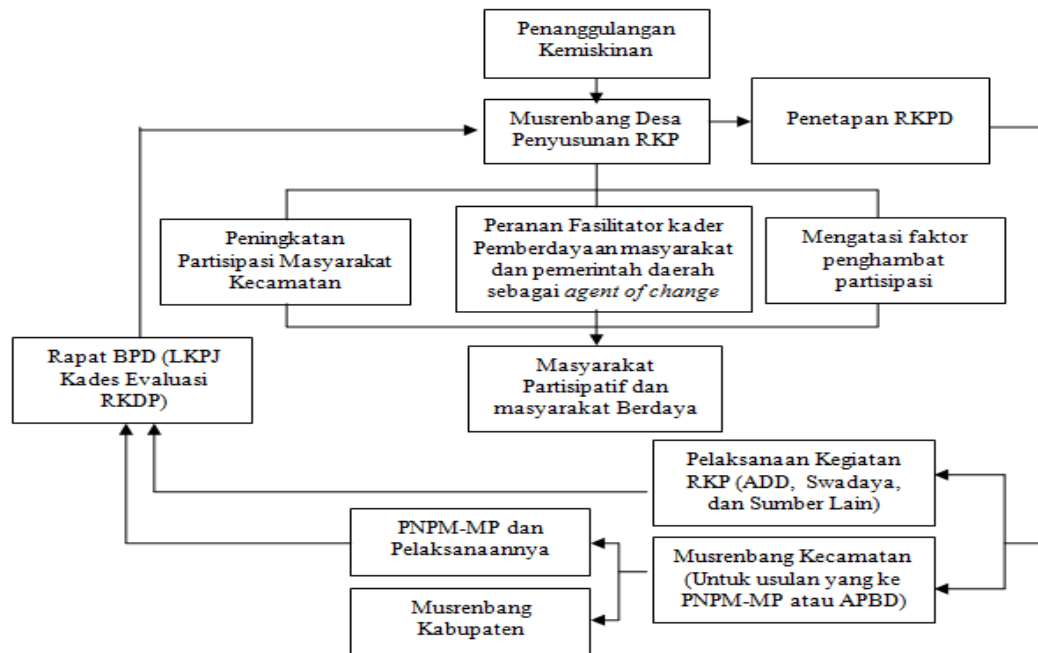 Penanggulangan
Kemiskinan
Musrenbang Desa
Penyusunan RKP
Penetapan RKPD
Peningkatan
Partisipasi Masyarakat
Kecamatan
Peranan Fasilitator kader
Pemberdayaan masyarakat
dan pemerintah daerah
sebagai agent of change
Mengatasi faktor
penghambat
partisipasi
Rapat BPD (LKPJ
Kades Evaluasi
RKDP)
Masyarakat
Partisipatif dan
masyarakat Berdaya
Pelaksanaan Kegiatan
RKP (ADD, Swadaya,
dan Sumber Lain)
PNPM-MP dan
Pelaksanaannya
Musrenbang Kecamatan
(Untuk usulan yang ke
PNPM-MP atau APBD)
Musrenbang
Kabupaten